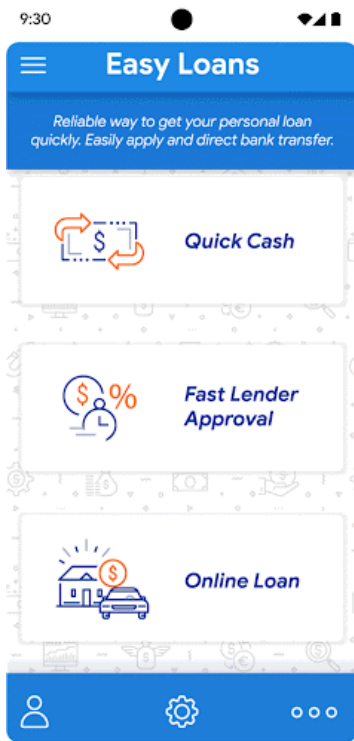 9:30
Easy Loans
Reliable way to get your personal loan
quickly. Easily apply and direct bank transfer.
$
Quick Cash
$ %
Fast Lender
Approval
$
Online Loan